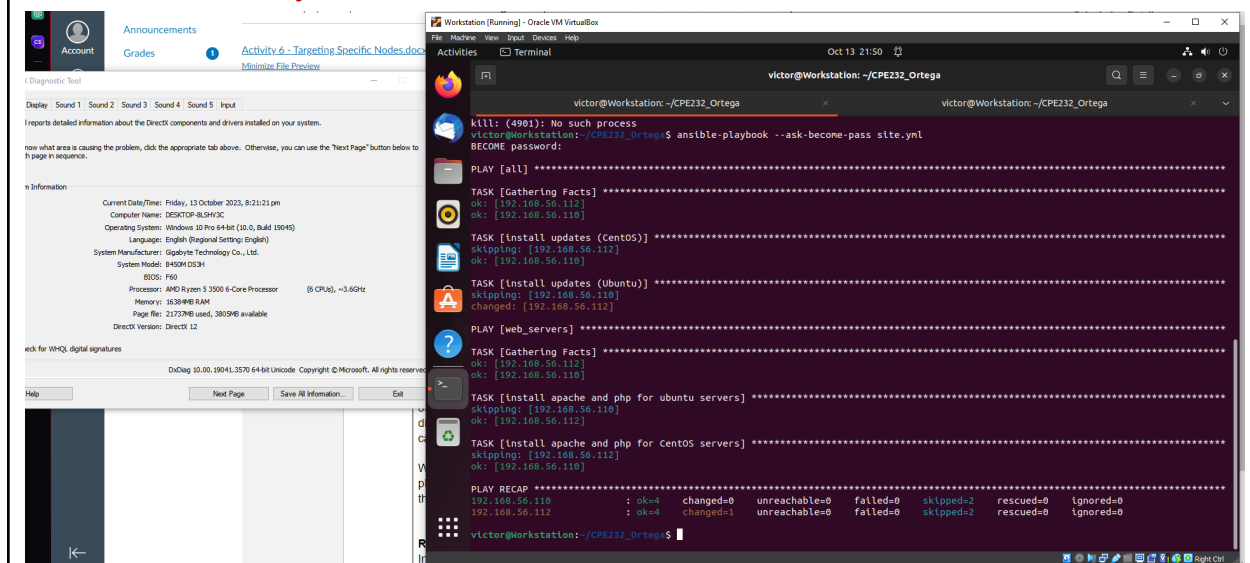 Account
Announcements
Grades
Activity 6 - Targeting Specific Nodes.docx
Minimize File Preview
Diagnostic Tool
Display Sound 1 Sound 2 Sound 3 Sound 4 Sound 5 Input
reports detailed information about the DirectX components and drivers installed on your system.
now what area is causing the problem, click the appropriate tab above. Otherwise, you can use the "Next Page" button below to
page in sequence.
Information
Current Date/Time: Friday, 13 October 2023, 8:21:21 pm
Computer Name: DESKTOP-8LSHV3C
Operating System: Windows 10 Pro 64-bit (10.0, Build 19045)
Language: English (Regional Setting: English)
System Manufacturer: Gigabyte Technology Co., Ltd.
System Model: B450M DS3H
BIOS: F60
Processor: AMD Ryzen 5 3500 6-Core Processor (6 CPUs), ~3.6GHz
Memory: 16384MB RAM
Page file: 21737MB used, 3805MB available
DirectX Version: DirectX 12
for WHQL digital signatures
DxDiag 10.00.19041.3570 64-bit Unicode Copyright © Microsoft. All rights reserved
Help Next Page Save All Information... Exit
Workstation [Running] - Oracle VM VirtualBox
File Machine View Input Devices Help
Activities Terminal Oct 13 21:50
victor@Workstation: ~/CPE232_Ortega
victor@Workstation: ~/CPE232_Ortega × victor@Workstation: ~/CPE232_Ortega ×
kill: (4901): No such process
victor@Workstation:~/CPE232_Ortega$ ansible-playbook --ask-become-pass site.yml
BECOME password:
PLAY [all] ****************************************************************************************
TASK [Gathering Facts] ****************************************************************************
ok: [192.168.56.112]
ok: [192.168.56.110]
TASK [install updates (CentOS)] *******************************************************************
skipping: [192.168.56.112]
ok: [192.168.56.110]
TASK [install updates (Ubuntu)] *******************************************************************
skipping: [192.168.56.110]
changed: [192.168.56.112]
PLAY [web_servers] ********************************************************************************
TASK [Gathering Facts] ****************************************************************************
ok: [192.168.56.112]
ok: [192.168.56.110]
TASK [install apache and php for ubuntu servers] **************************************************
skipping: [192.168.56.110]
ok: [192.168.56.112]
TASK [install apache and php for CentOS servers] **************************************************
skipping: [192.168.56.112]
ok: [192.168.56.110]
PLAY RECAP ****************************************************************************************
192.168.56.110 : ok=4 changed=0 unreachable=0 failed=0 skipped=2 rescued=0 ignored=0
192.168.56.112 : ok=4 changed=1 unreachable=0 failed=0 skipped=2 rescued=0 ignored=0
victor@Workstation:~/CPE232_Ortega$
Right Ctrl